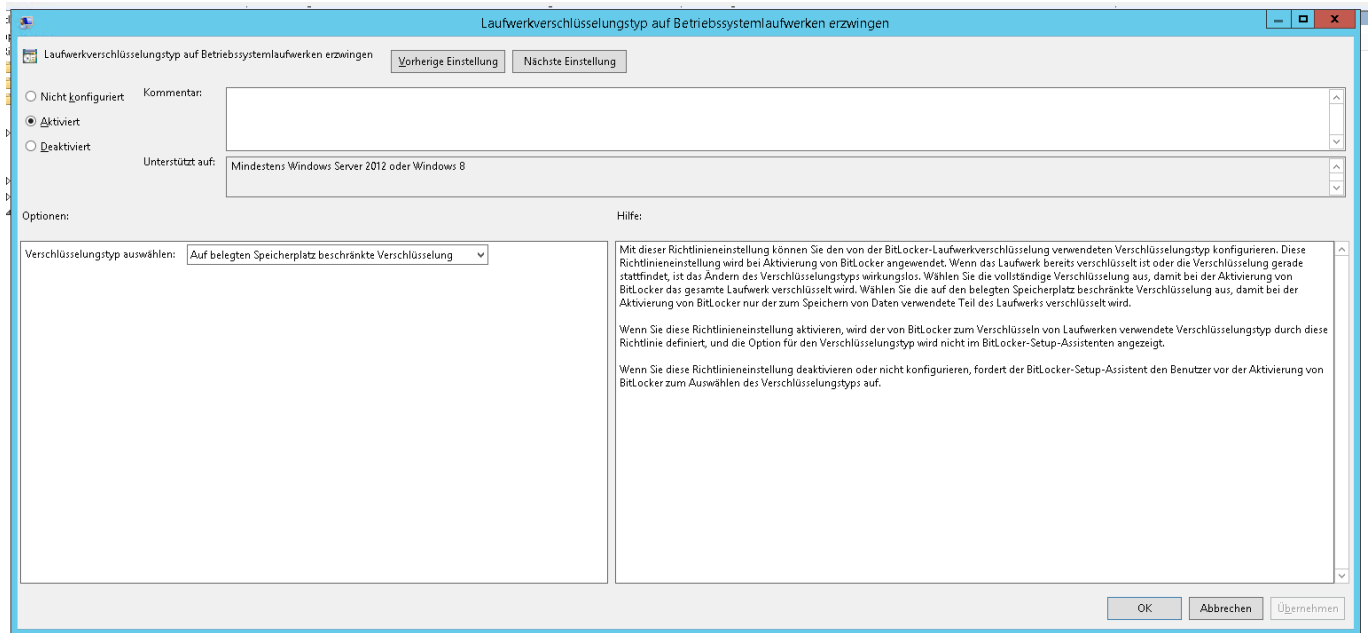 Laufwerkverschlüsselungstyp auf Betriebssystemlaufwerken erzwingen
Laufwerkverschlüsselungstyp auf Betriebssystemlaufwerken erzwingen
Vorherige Einstellung
Nächste Einstellung
Nicht konfiguriert
Aktiviert
Deaktiviert
Kommentar:
Unterstützt auf:
Mindestens Windows Server 2012 oder Windows 8
Optionen:
Hilfe:
Verschlüsselungstyp auswählen:
Auf belegten Speicherplatz beschränkte Verschlüsselung
Mit dieser Richtlinieneinstellung können Sie den von der BitLocker-Laufwerkverschlüsselung verwendeten Verschlüsselungstyp konfigurieren. Diese
Richtlinieneinstellung wird bei Aktivierung von BitLocker angewendet. Wenn das Laufwerk bereits verschlüsselt ist oder die Verschlüsselung gerade
stattfindet, ist das Ändern des Verschlüsselungstyps wirkungslos. Wählen Sie die vollständige Verschlüsselung aus, damit bei der Aktivierung von
BitLocker das gesamte Laufwerk verschlüsselt wird. Wählen Sie die auf den belegten Speicherplatz beschränkte Verschlüsselung aus, damit bei der
Aktivierung von BitLocker nur der zum Speichern von Daten verwendete Teil des Laufwerks verschlüsselt wird.
Wenn Sie diese Richtlinieneinstellung aktivieren, wird der von BitLocker zum Verschlüsseln von Laufwerken verwendete Verschlüsselungstyp durch diese
Richtlinie definiert, und die Option für den Verschlüsselungstyp wird nicht im BitLocker-Setup-Assistenten angezeigt.
Wenn Sie diese Richtlinieneinstellung deaktivieren oder nicht konfigurieren, fordert der BitLocker-Setup-Assistent den Benutzer vor der Aktivierung von
BitLocker zum Auswählen des Verschlüsselungstyps auf.
OK
Abbrechen
Übernehmen